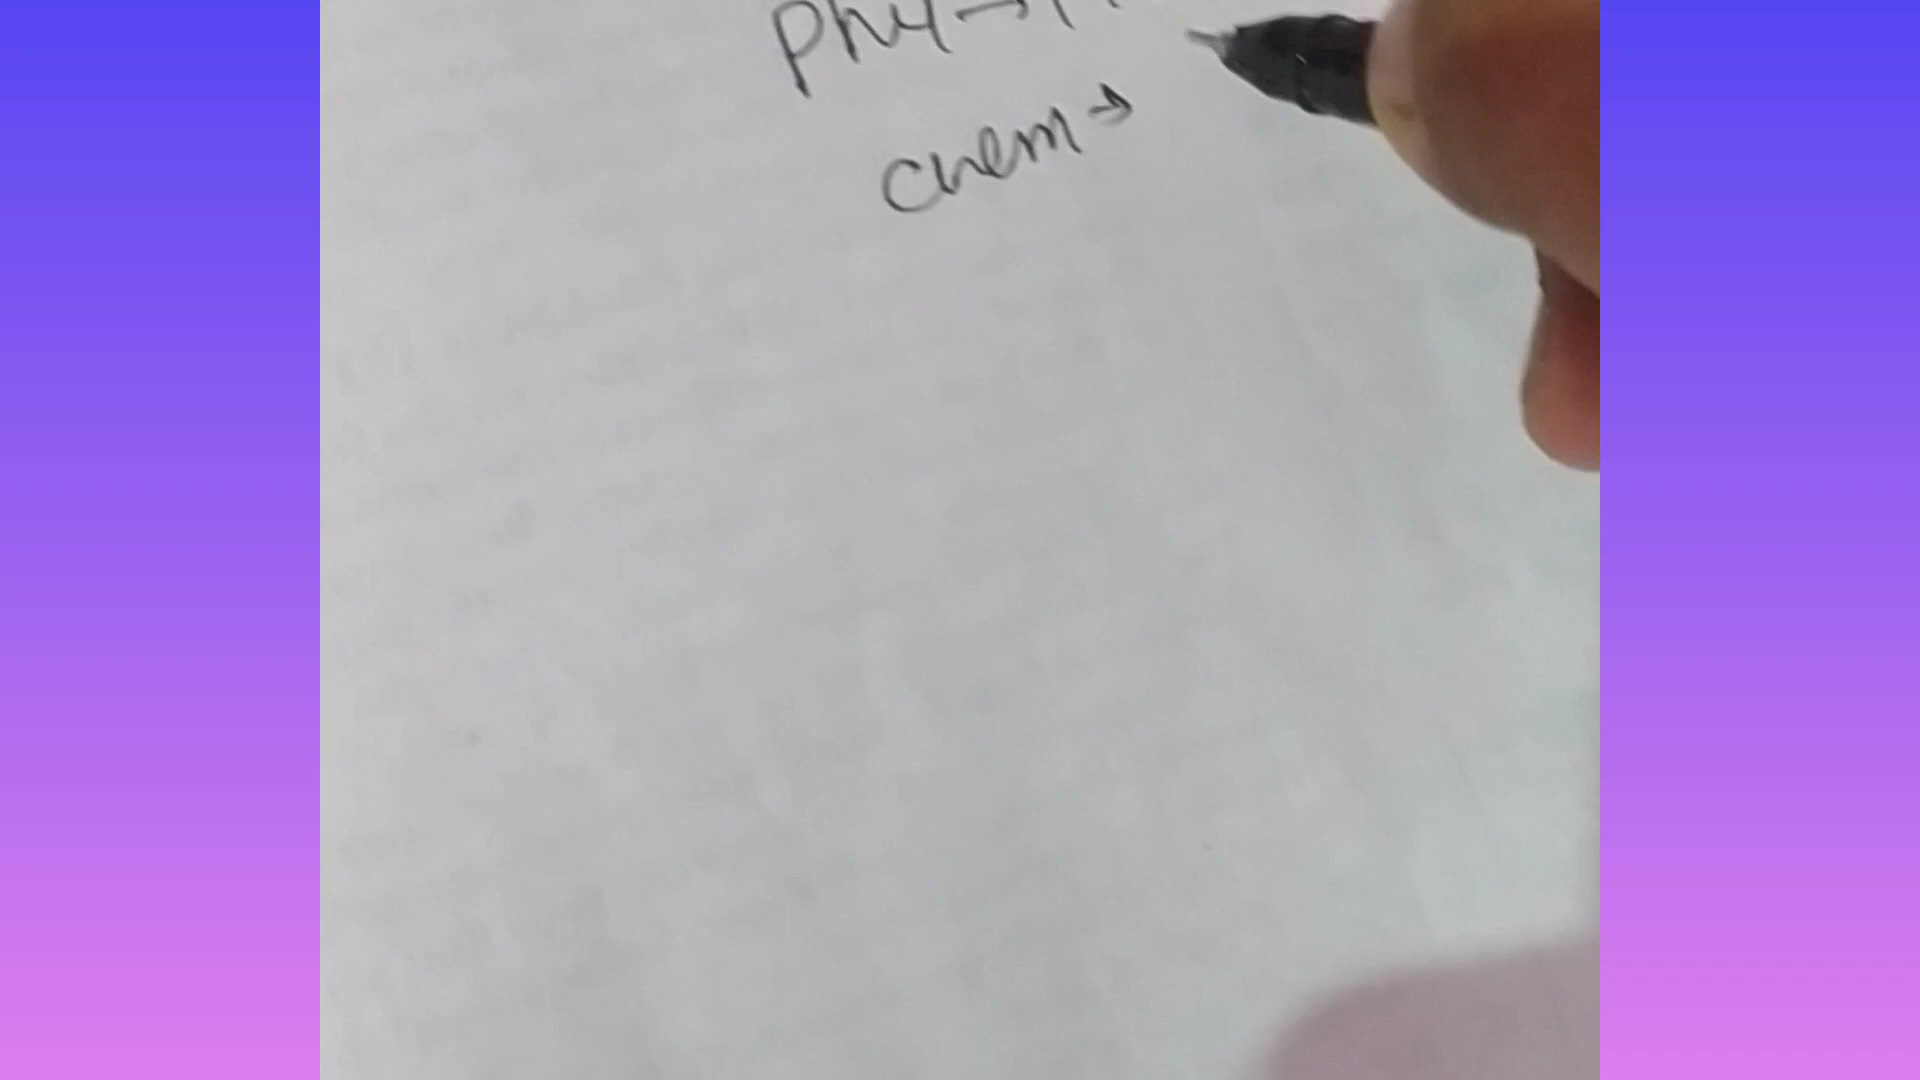 Phy →
Chem →